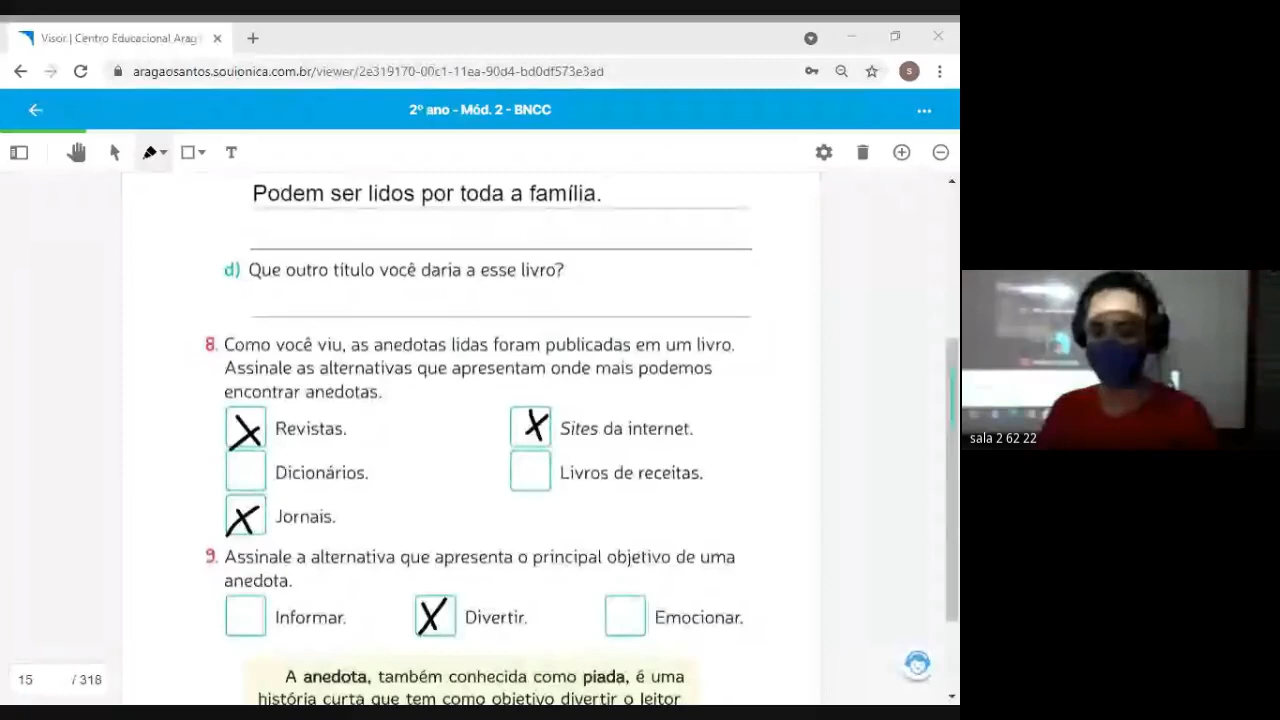 Visor | Centro Educacional Arag
aragaosantos.souionica.com.br/viewer/2e319170-00c1-11ea-90d4-bd0df573e3ad
S
2º ano - Mód. 2 - BNCC
T
Podem ser lidos por toda a família.
d) Que outro título você daria a esse livro?
8. Como você viu, as anedotas lidas foram publicadas em um livro.
Assinale as alternativas que apresentam onde mais podemos
encontrar anedotas.
X Revistas. X Sites da internet.
Dicionários. Livros de receitas.
X Jornais.
9. Assinale a alternativa que apresenta o principal objetivo de uma
anedota.
Informar. X Divertir. Emocionar.
A anedota, também conhecida como piada, é uma
história curta que tem como objetivo divertir o leitor
15 / 318
sala 2 62 22